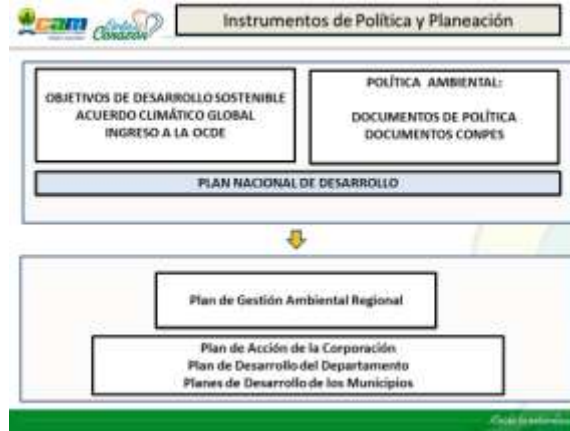 cam
Corazón
Instrumentos de Política y Planeación
OBJETIVOS DE DESARROLLO SOSTENIBLE
ACUERDO CLIMÁTICO GLOBAL
INGRESO A LA OCDE
POLÍTICA AMBIENTAL:
DOCUMENTOS DE POLÍTICA
DOCUMENTOS CONPES
PLAN NACIONAL DE DESARROLLO
Plan de Gestión Ambiental Regional
Plan de Acción de la Corporación
Plan de Desarrollo del Departamento
Planes de Desarrollo de los Municipios